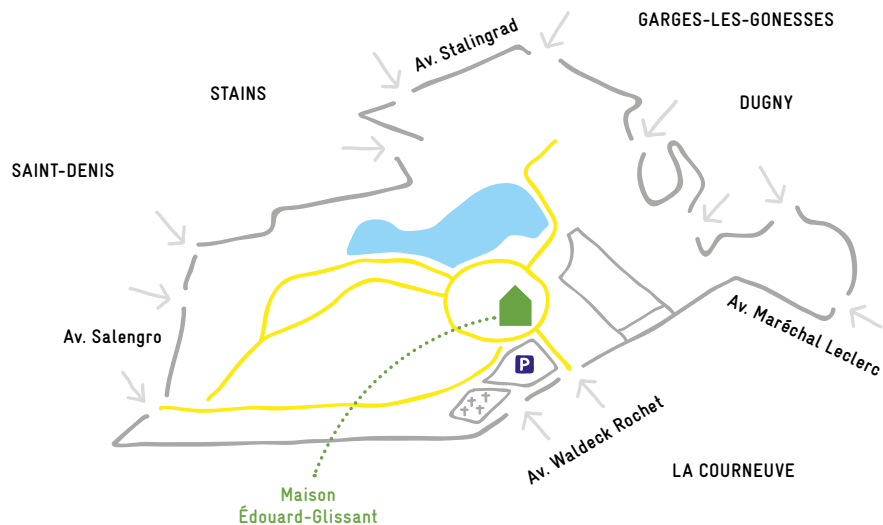 GARGES-LES-GONESSES
Av. Stalingrad
STAINS
DUGNY
SAINT-DENIS
Av. Salengro
Av. Maréchal Leclerc
P
Av. Waldeck Rochet
LA COURNEUVE
Maison
Édouard-Glissant